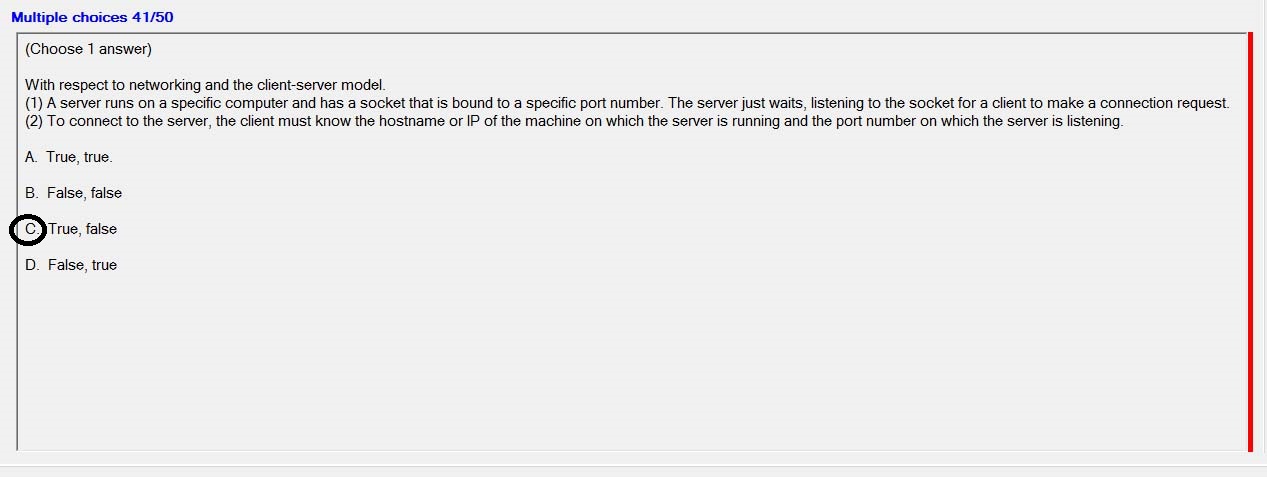 Multiple choices 41/50
(Choose 1 answer)
With respect to networking and the client-server model.
(1) A server runs on a specific computer and has a socket that is bound to a specific port number. The server just waits, listening to the socket for a client to make a connection request.
(2) To connect to the server, the client must know the hostname or IP of the machine on which the server is running and the port number on which the server is listening.
A. True, true.
B. False, false
C. True, false
D. False, true